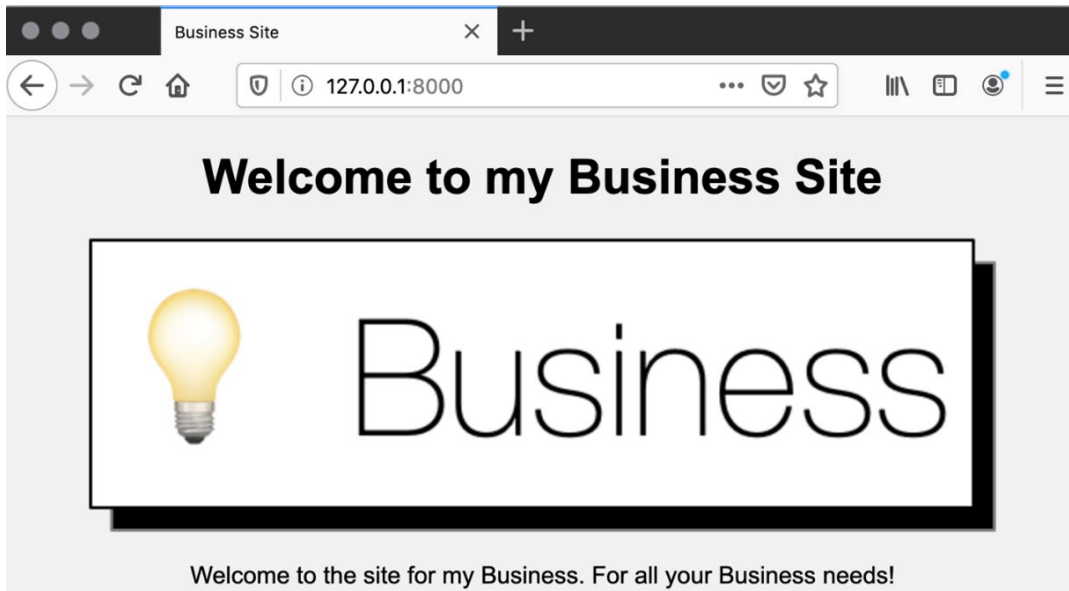 Business Site
127.0.0.1:8000
Welcome to my Business Site
Business
Welcome to the site for my Business. For all your Business needs!